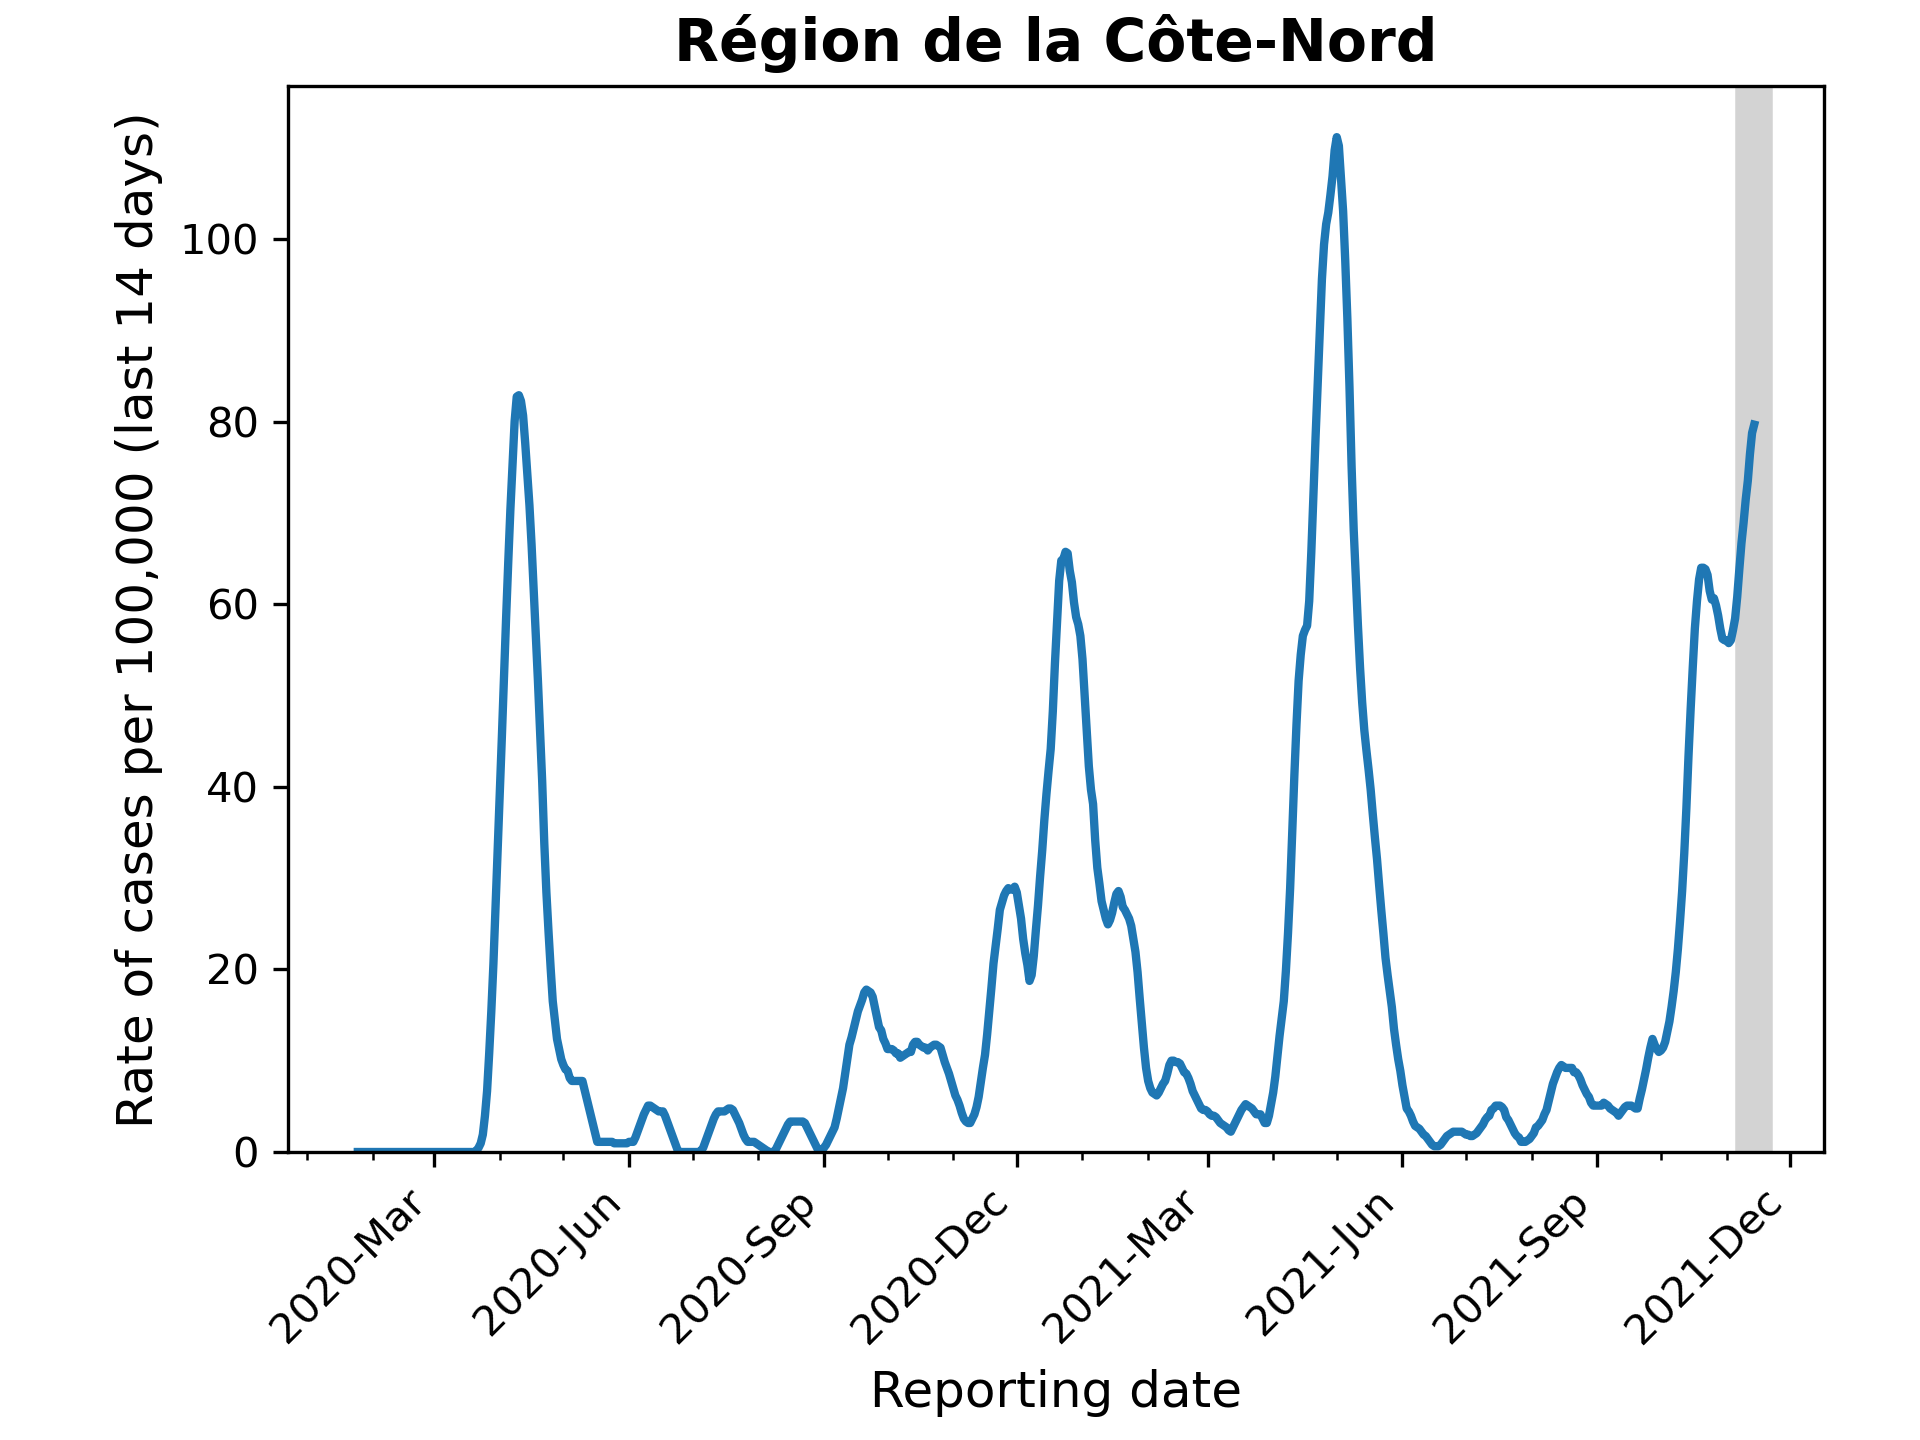 Région de la Côte-Nord
Rate of cases per 100,000 (last 14 days)
100
80
60
40
20
0
2020-Mar
2020-Jun
2020-Sep
2020-Dec
2021-Mar
2021-Jun
2021-Sep
2021-Dec
Reporting date